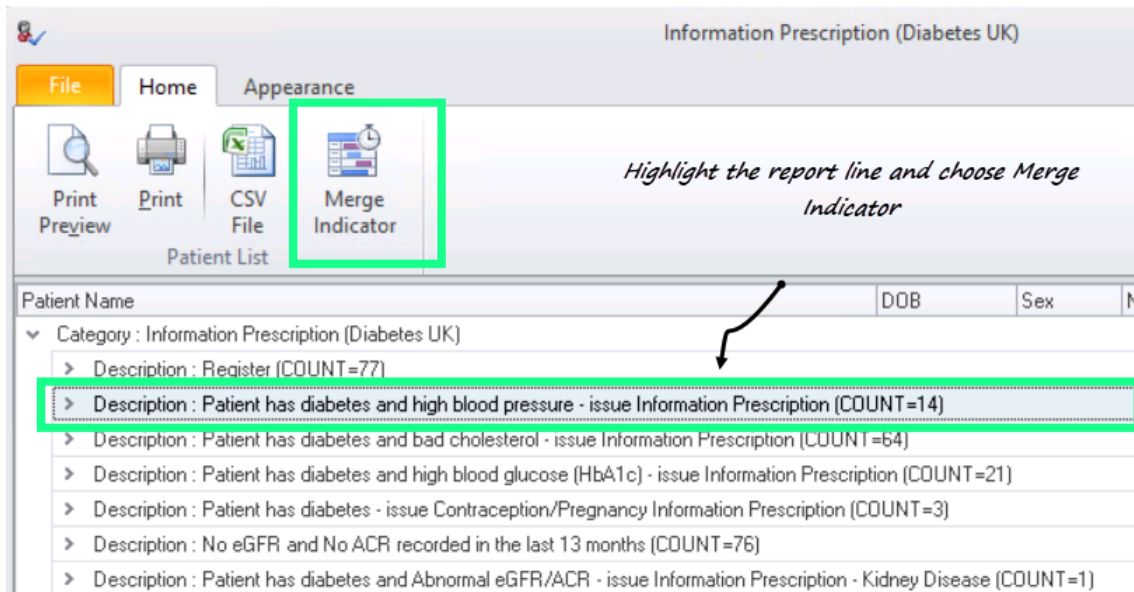 Information Prescription (Diabetes UK)
File Home Appearance
Print Preview
Print
CSV File
Merge Indicator
Patient List
Highlight the report line and choose Merge
Indicator
Patient Name DOB Sex
Category : Information Prescription (Diabetes UK)
Description : Register (COUNT=77)
Description : Patient has diabetes and high blood pressure - issue Information Prescription (COUNT=14)
Description : Patient has diabetes and bad cholesterol - issue Information Prescription (COUNT=64)
Description : Patient has diabetes and high blood glucose (HbA1c) - issue Information Prescription (COUNT=21)
Description : Patient has diabetes - issue Contraception/Pregnancy Information Prescription (COUNT=3)
Description : No eGFR and No ACR recorded in the last 13 months (COUNT=76)
Description : Patient has diabetes and Abnormal eGFR/ACR - issue Information Prescription - Kidney Disease (COUNT=1)